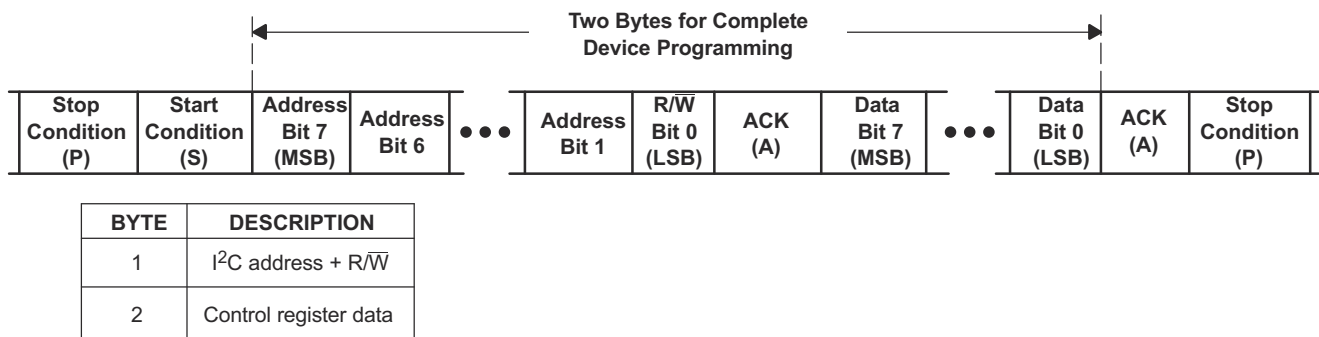 Two Bytes for Complete
Device Programming
Stop Condition (P)
Start Condition (S)
Address Bit 7 (MSB)
Address Bit 6
•••
Address Bit 1
R/W̅ Bit 0 (LSB)
ACK (A)
Data Bit 7 (MSB)
•••
Data Bit 0 (LSB)
ACK (A)
Stop Condition (P)
BYTE DESCRIPTION
1 I²C address + R/W̅
2 Control register data